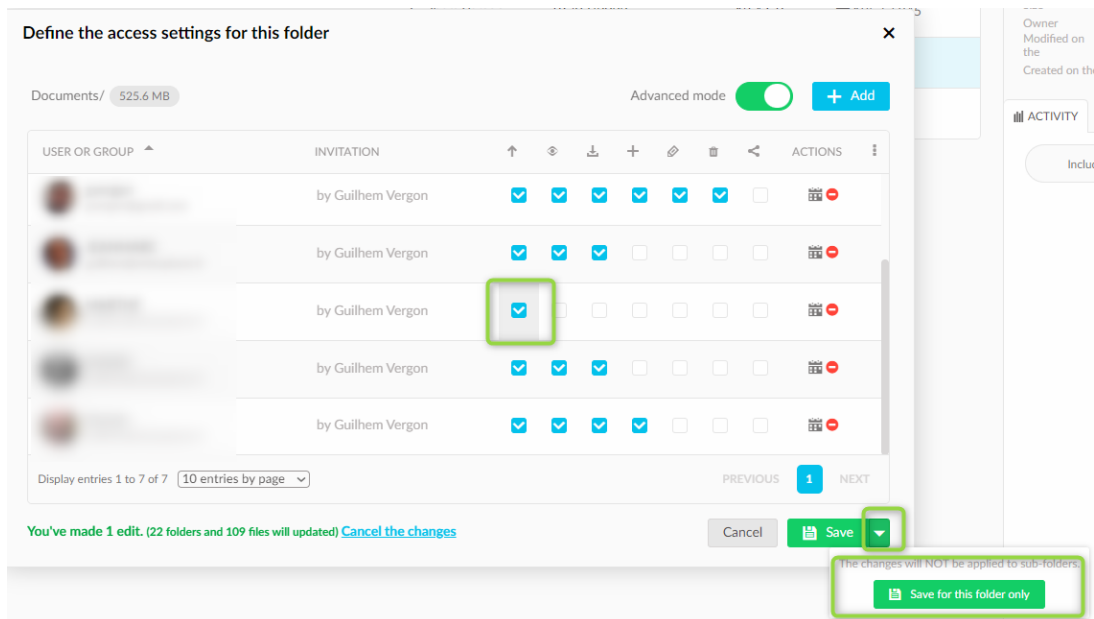 Define the access settings for this folder
Owner
Modified on
the
Created on the
Documents/ 525.6 MB
Advanced mode
Add
ACTIVITY
USER OR GROUP INVITATION ACTIONS
Inclu
by Guilhem Vergon
by Guilhem Vergon
by Guilhem Vergon
by Guilhem Vergon
by Guilhem Vergon
Display entries 1 to 7 of 7 10 entries by page PREVIOUS 1 NEXT
You've made 1 edit. (22 folders and 109 files will updated) Cancel the changes
Cancel Save
The changes will NOT be applied to sub-folders.
Save for this folder only